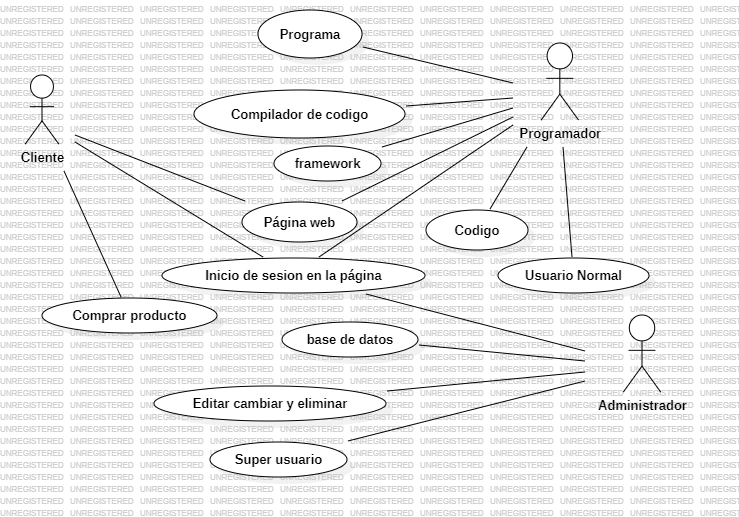 Programa
Compilador de codigo
Programador
framework
Cliente
Página web
Codigo
Inicio de sesion en la página
Usuario Normal
Comprar producto
base de datos
Editar cambiar y eliminar
Administrador
Super usuario
UNREGISTERED